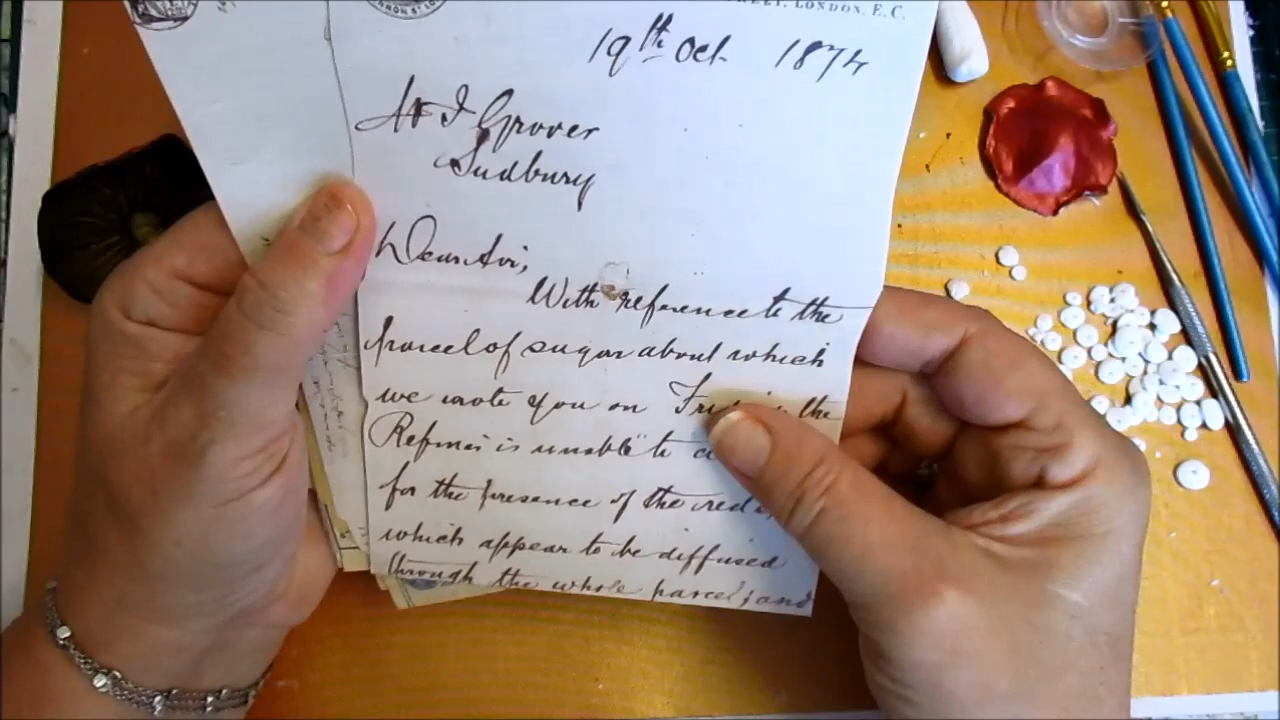 LONDON, E.C.
19th Oct. 1874
Grover
Sudbury
Dear Sir,
With reference to the
parcel of sugar about which
we wrote you on the
Refiner is unable to
for the presence of the red
which appear to be diffused
through the whole parcel; and